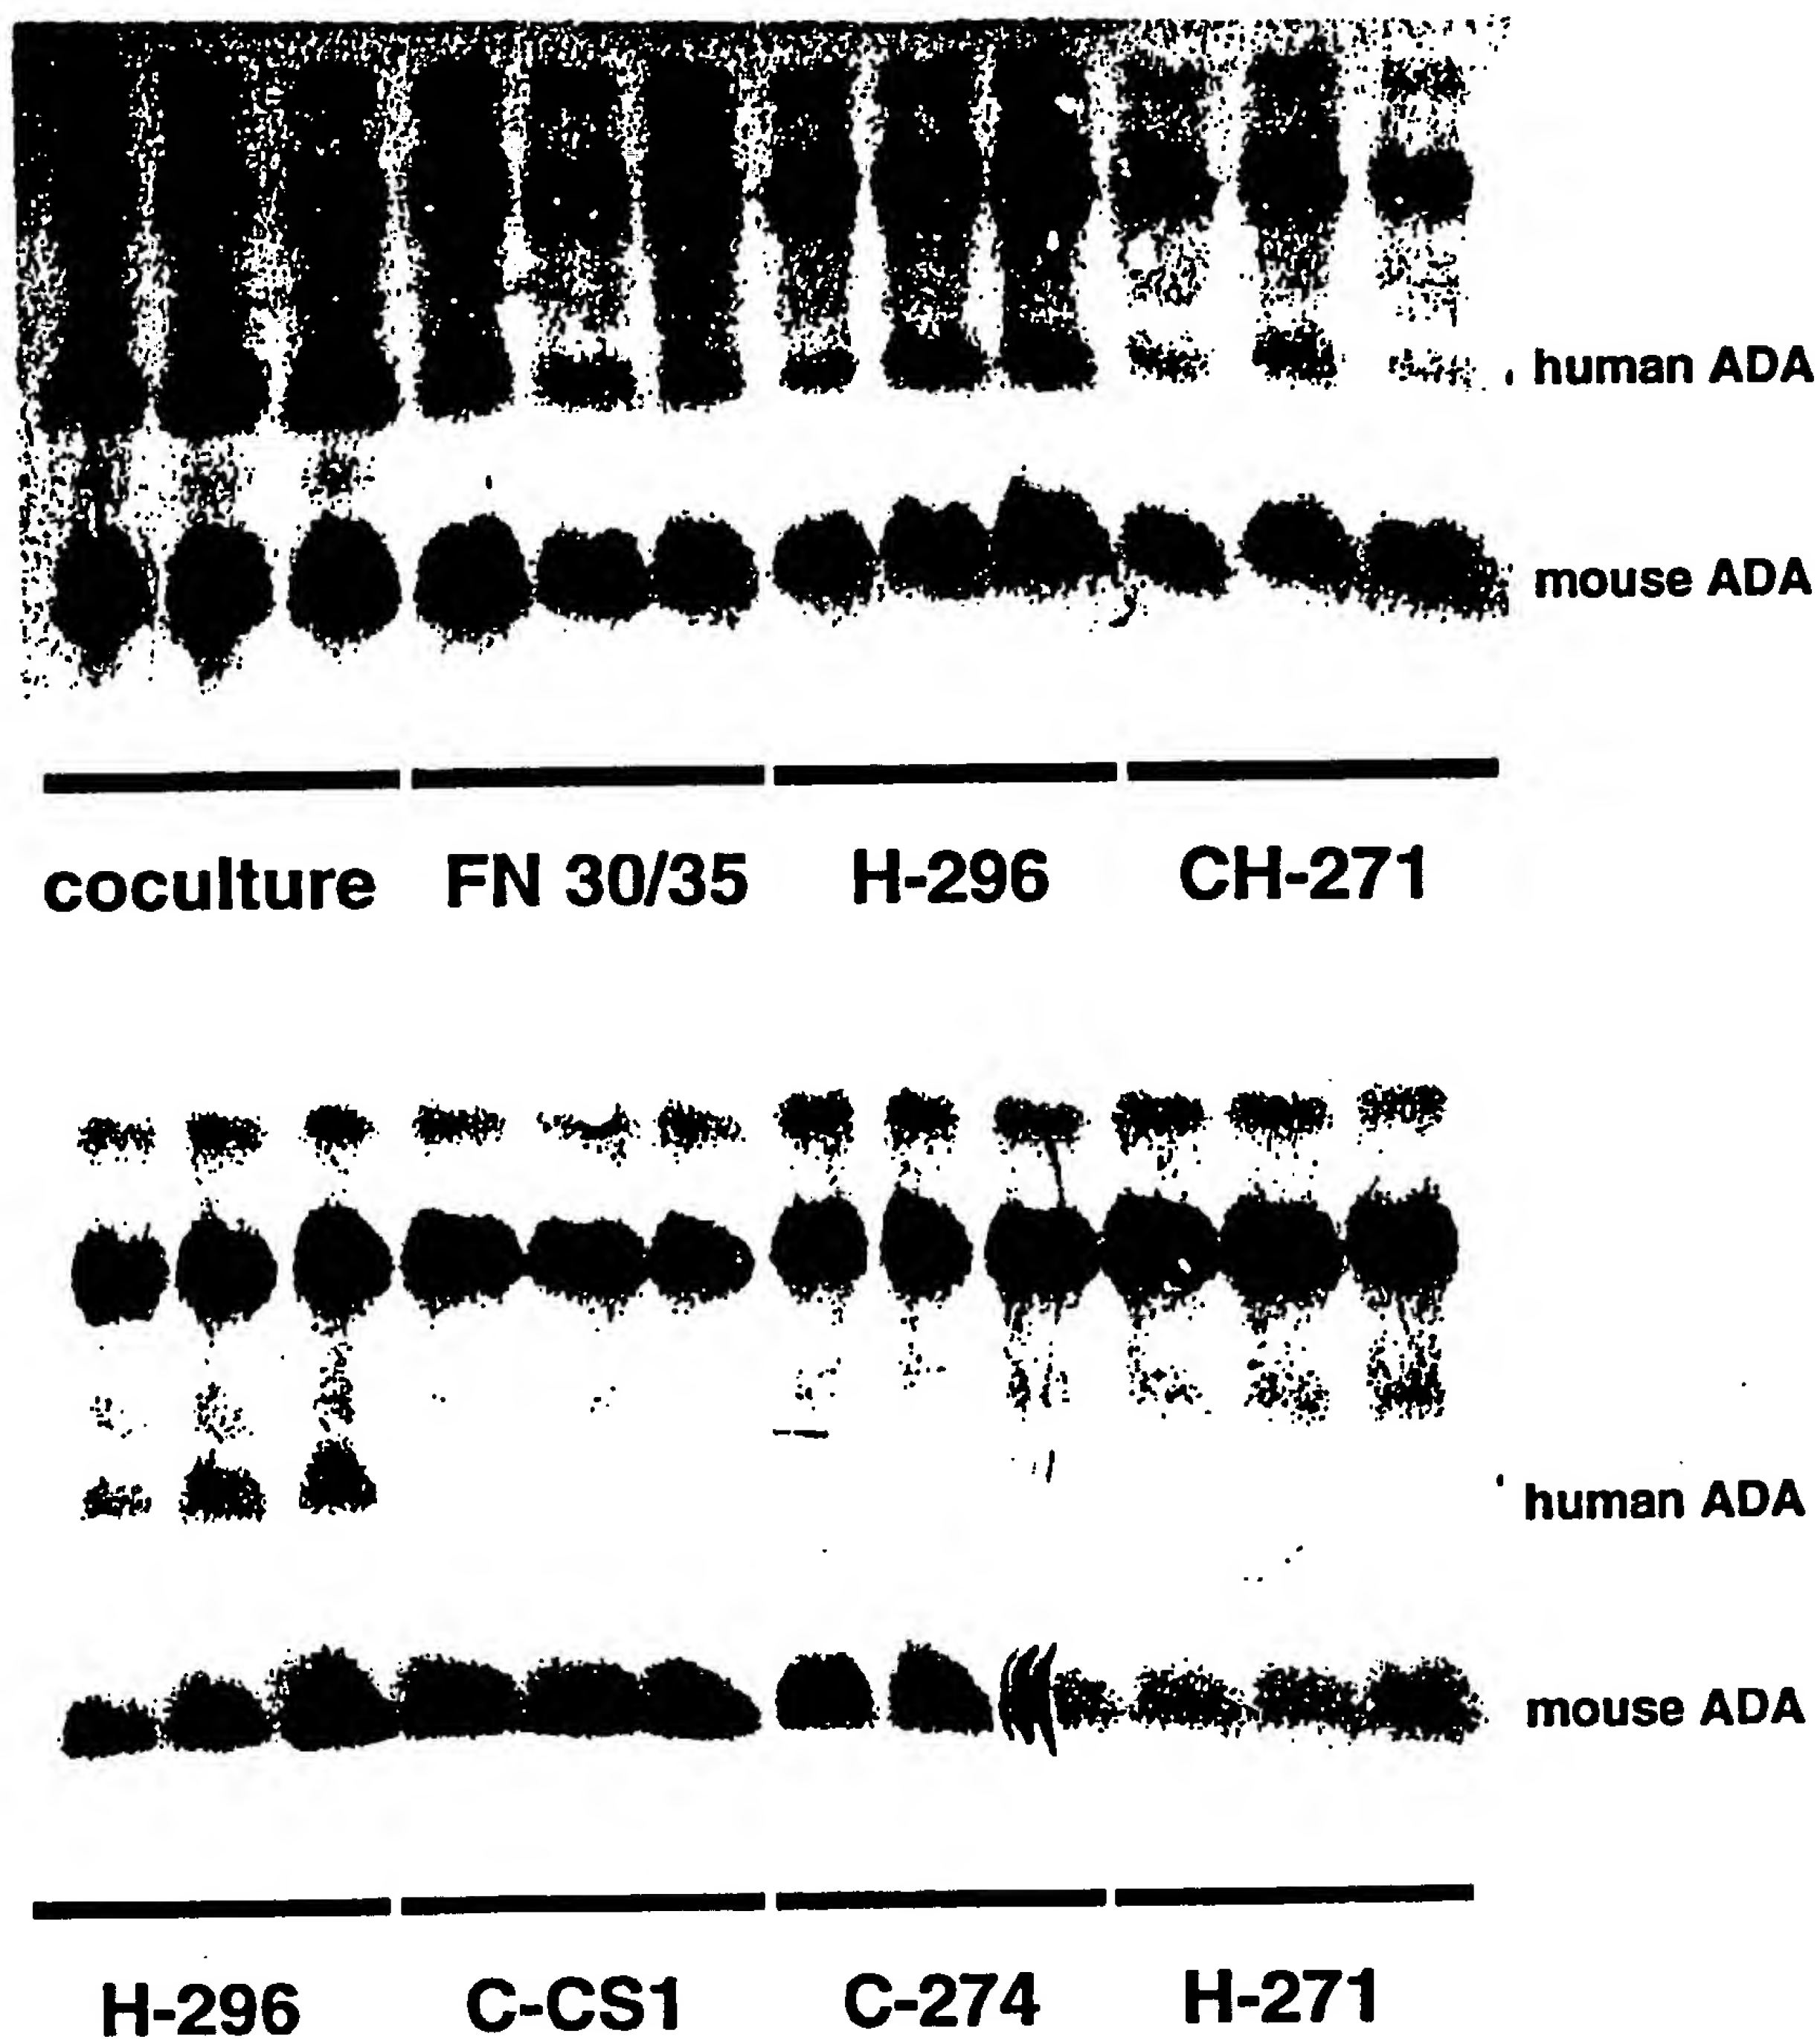 human ADA
mouse ADA
coculture FN 30/35 H-296 CH-271
human ADA
mouse ADA
H-296 C-CS1 C-274 H-271